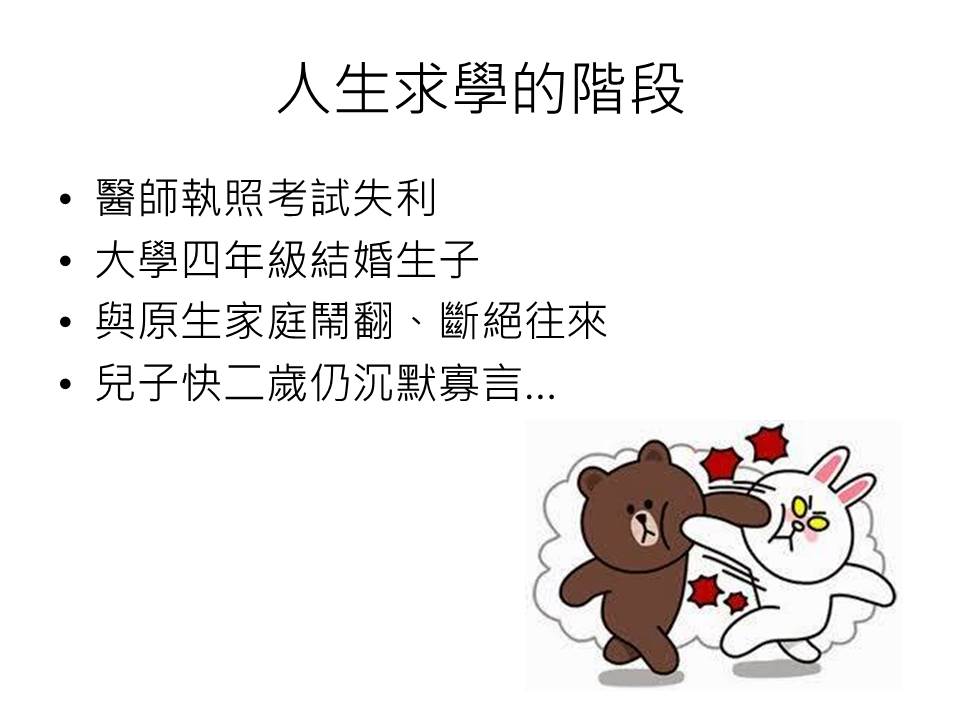 人生求學的階段
• 醫師執照考試失利
• 大學四年級結婚生子
• 與原生家庭鬧翻、斷絕往來
• 兒子快二歲仍沉默寡言…